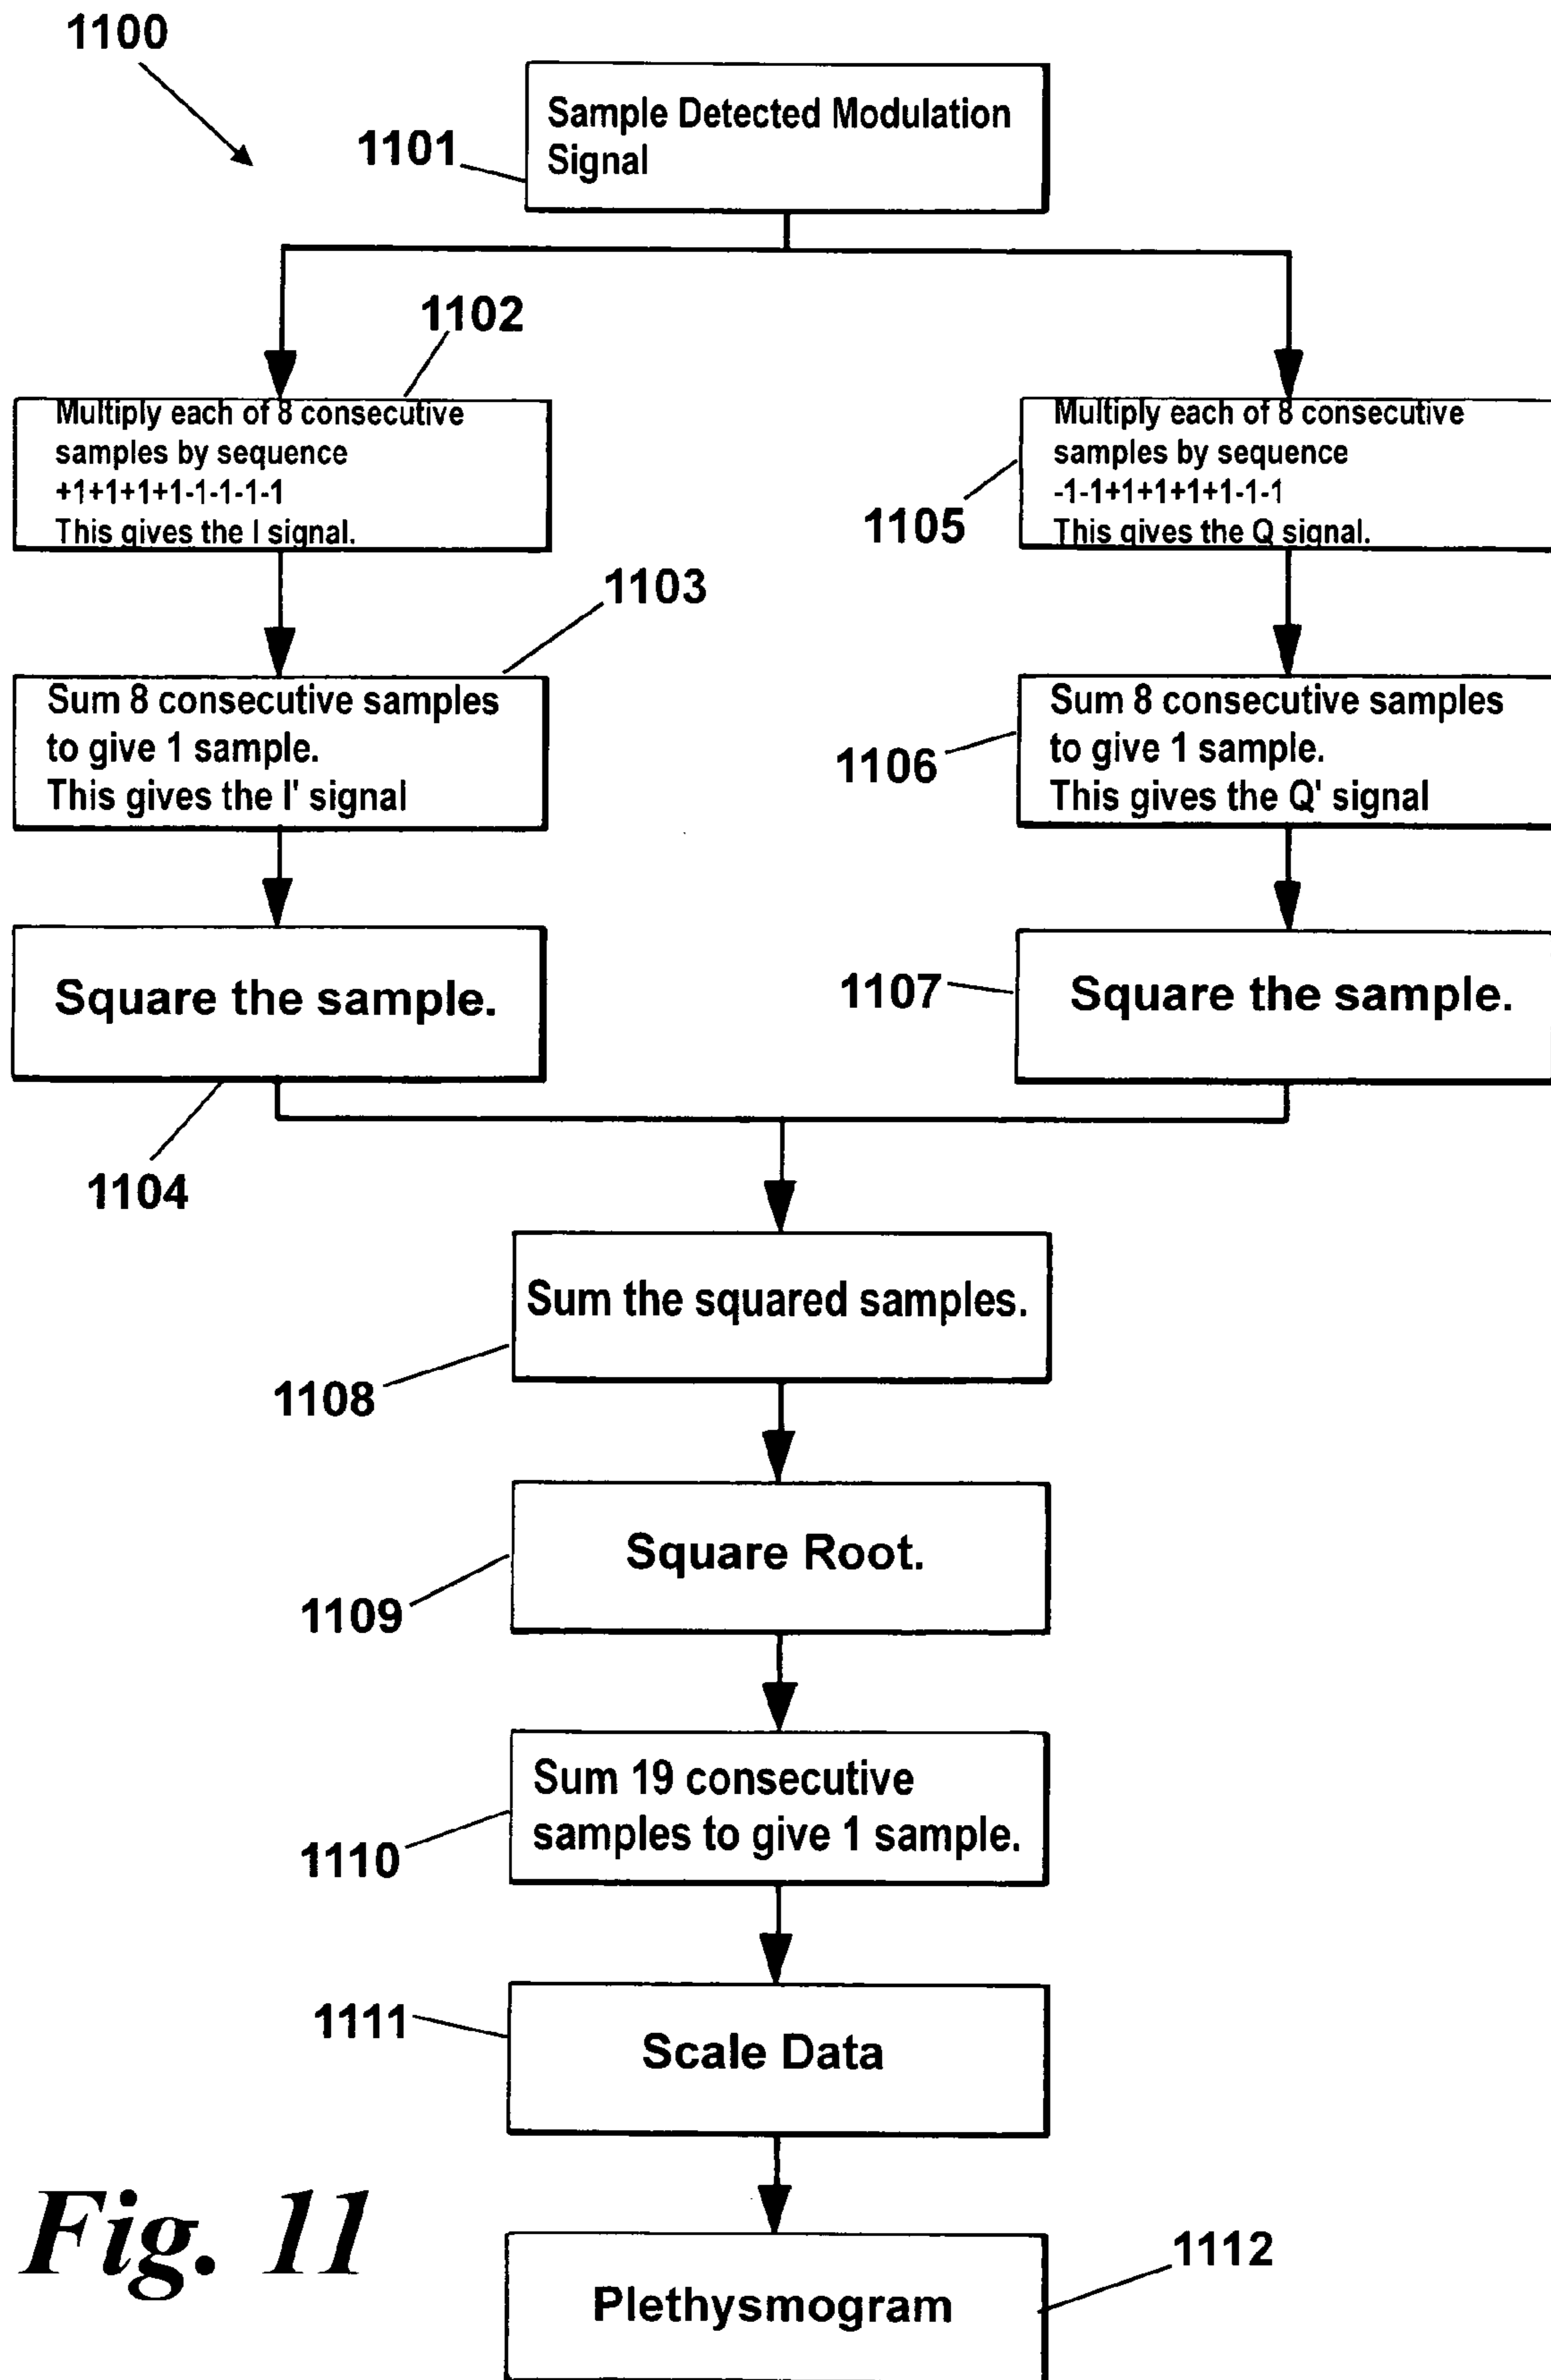 1100
Sample Detected Modulation
Signal
1101
1102
Multiply each of 8 consecutive
samples by sequence
+1+1+1+1-1-1-1-1
This gives the I signal.
Multiply each of 8 consecutive
samples by sequence
-1-1+1+1+1+1-1-1
This gives the Q signal.
1105
1103
Sum 8 consecutive samples
to give 1 sample.
This gives the I' signal
Sum 8 consecutive samples
to give 1 sample.
This gives the Q' signal
1106
Square the sample.
1104
1107
Square the sample.
Sum the squared samples.
1108
Square Root.
1109
Sum 19 consecutive
samples to give 1 sample.
1110
1111
Scale Data
Fig. 11
Plethysmogram
1112